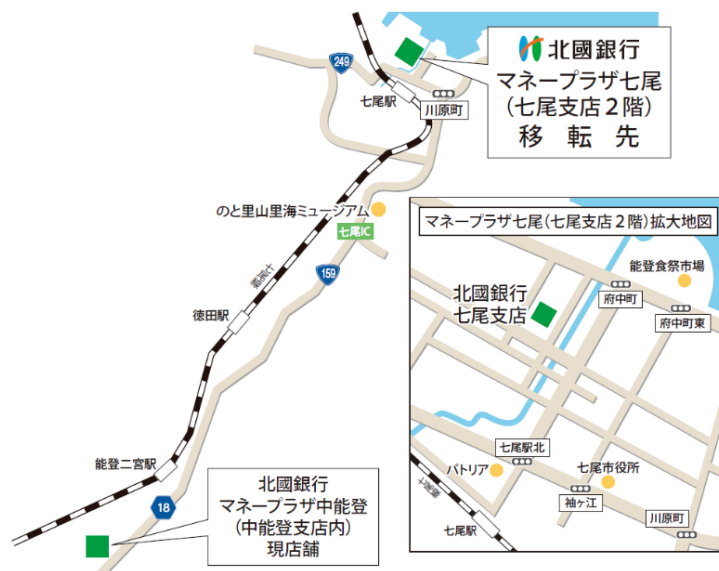 北國銀行
マネープラザ七尾
(七尾支店2階)
移転先
249
七尾駅
川原町
のと里山里海ミュージアム
七尾IC
159
七尾線
徳田駅
能登二宮駅
18
北國銀行
マネープラザ中能登
(中能登支店内)
現店舗
マネープラザ七尾(七尾支店2階)拡大地図
能登食祭市場
北國銀行
七尾支店
府中町
府中町東
七尾駅北
パトリア
七尾市役所
七尾線
袖ヶ江
七尾駅
川原町